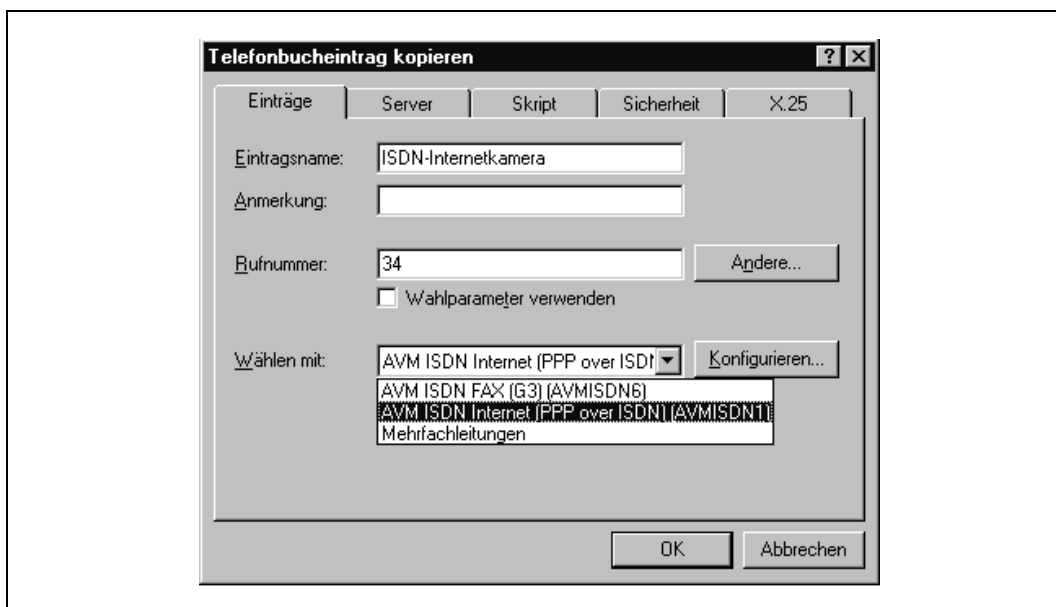 Telefonbucheintrag kopieren
Einträge Server Skript Sicherheit X.25
Eintragsname: ISDN-Internetkamera
Anmerkung:
Rufnummer: 34 Andere...
Wahlparameter verwenden
Wählen mit: AVM ISDN Internet (PPP over ISDN Konfigurieren...
AVM ISDN FAX (G3) (AVMISDN6)
AVM ISDN Internet (PPP over ISDN) (AVMISDN1)
Mehrfachleitungen
OK Abbrechen